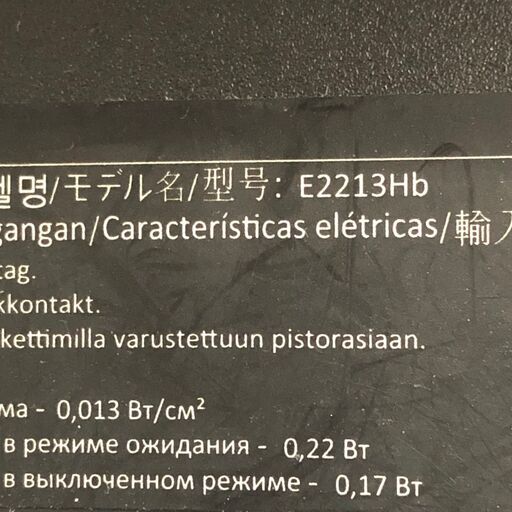 델명/モデル名/型号: E2213Hb
gangan/Características elétricas/輸入
tag.
kkontakt.
kettimilla varustettuun pistorasiaan.
ма - 0,013 Вт/см²
в режиме ожидания - 0,22 Вт
в выключенном режиме - 0,17 Вт